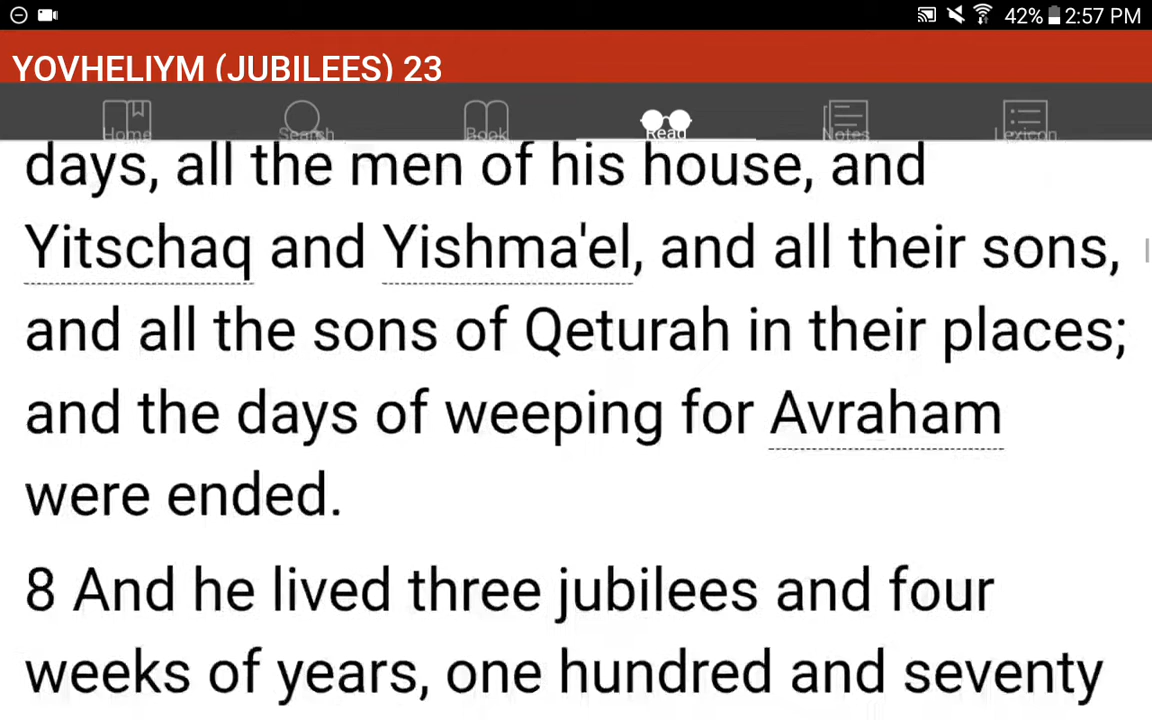 42% 2:57 PM
YOVHELIYM (JUBILEES) 23
Home Search Book Read Notes Lexicon
days, all the men of his house, and
Yitschaq and Yishma'el, and all their sons,
and all the sons of Qeturah in their places;
and the days of weeping for Avraham
were ended.
8 And he lived three jubilees and four
weeks of years, one hundred and seventy